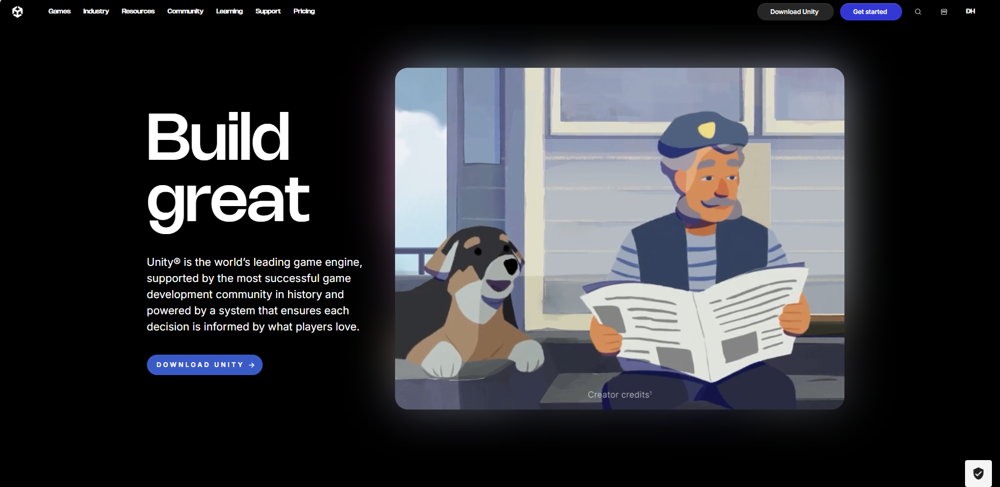 Games Industry Resources Community Learning Support Pricing Download Unity Get started ĐH
Build
great
Unity® is the world’s leading game engine,
supported by the most successful game
development community in history and
powered by a system that ensures each
decision is informed by what players love.
DOWNLOAD UNITY →
Creator credits¹